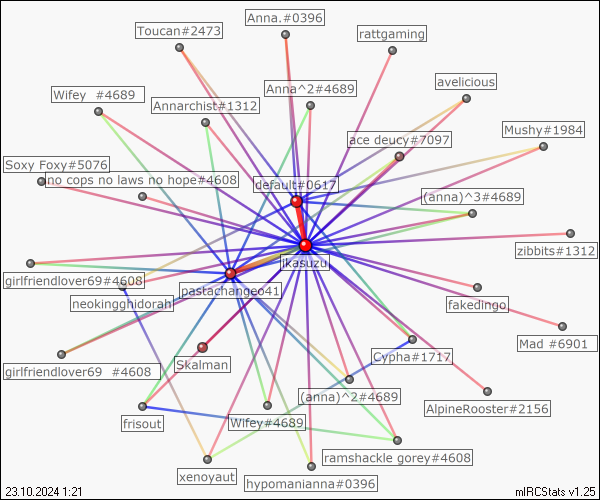 Anna.#0396
Toucan#2473
rattgaming
avelicious
Anna^2#4689
Wifey #4689
Annarchist#1312
Mushy#1984
ace deucy#7097
Soxy Foxy#5076
no cops no laws no hope#4608
default#0617
(anna)^3#4689
zibbits#1312
ikasuzu
girlfriendlover69#4608
pastachangeo41
neokingghidorah
fakedingo
Mad #6901
Cypha#1717
Skalman
girlfriendlover69 #4608
(anna)^2#4689
AlpineRooster#2156
frisout
Wifey#4689
ramshackle gorey#4608
xenoyaut
hypomanianna#0396
23.10.2024 1:21
mIRCStats v1.25